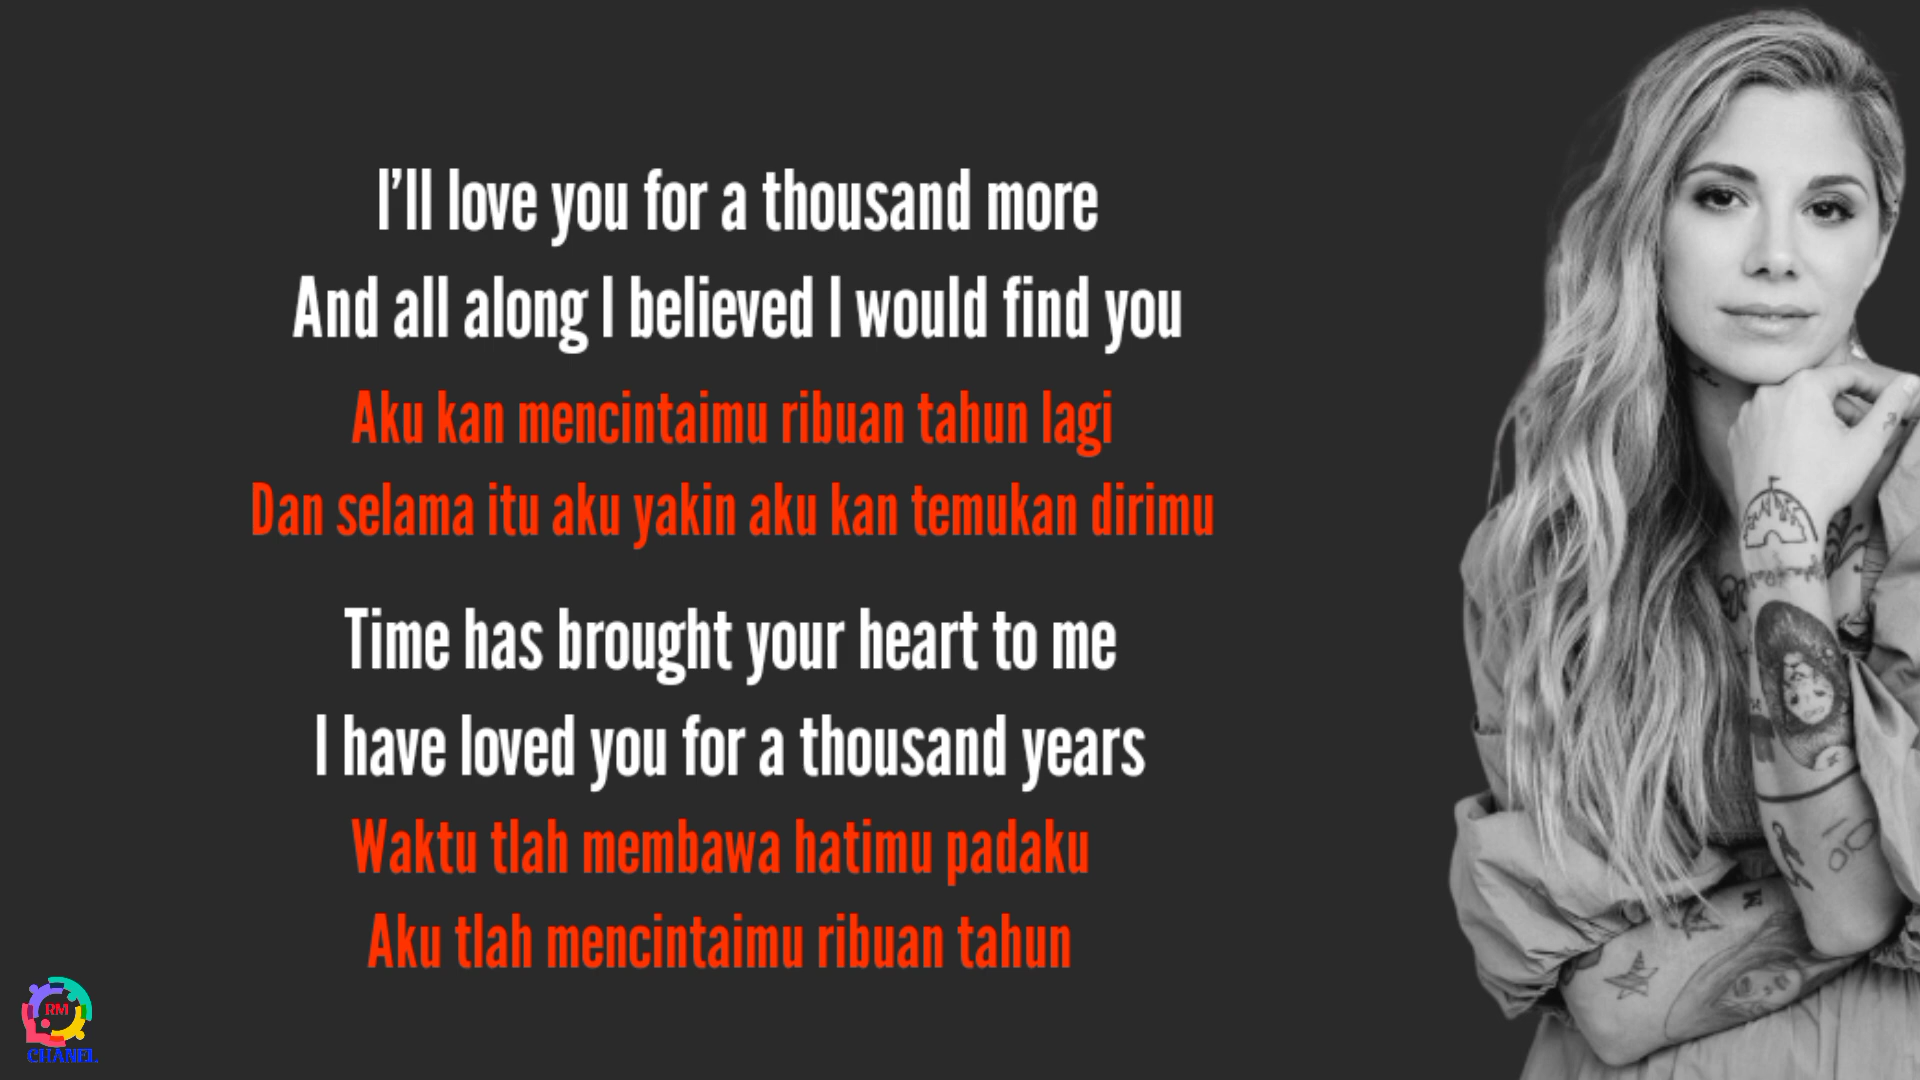 I'll love you for a thousand more
And all along I believed I would find you
Aku kan mencintaimu ribuan tahun lagi
Dan selama itu aku yakin aku kan temukan dirimu
Time has brought your heart to me
I have loved you for a thousand years
Waktu tlah membawa hatimu padaku
Aku tlah mencintaimu ribuan tahun
RM
CHANEL